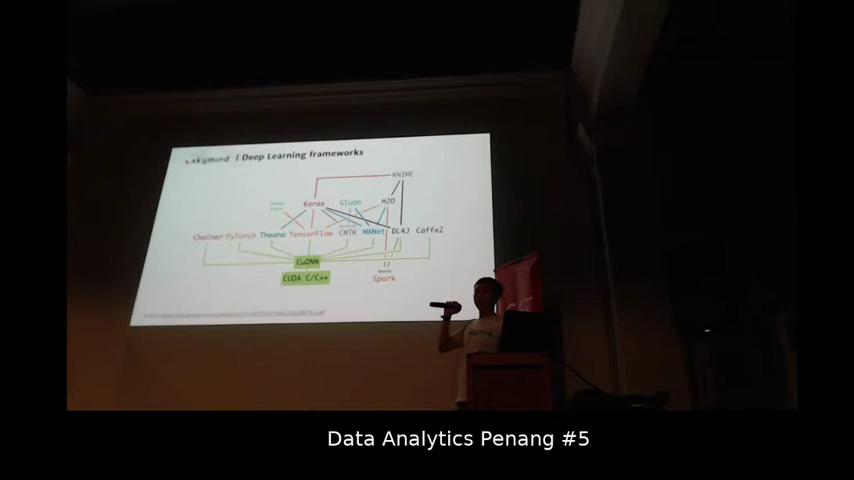 skymind | Deep Learning frameworks
KNIME
Keras Gluon H2O
Chainer PyTorch Theano TensorFlow CNTK MXNet DL4J Caffe2
CuDNN
CUDA C/C++
Spark
Data Analytics Penang #5